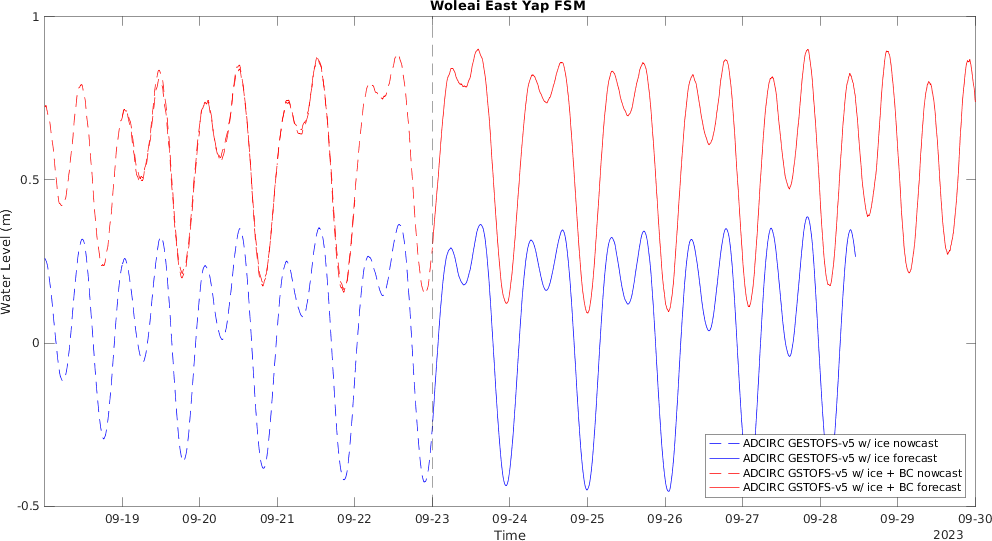 Woleai East Yap FSM
1
0.5
0
-0.5
Water Level (m)
ADCIRC GESTOFS-v5 w/ ice nowcast
ADCIRC GESTOFS-v5 w/ ice forecast
ADCIRC GSTOFS-v5 w/ ice + BC nowcast
ADCIRC GSTOFS-v5 w/ ice + BC forecast
09-19 09-20 09-21 09-22 09-23 09-24 09-25 09-26 09-27 09-28 09-29 09-30
Time
2023